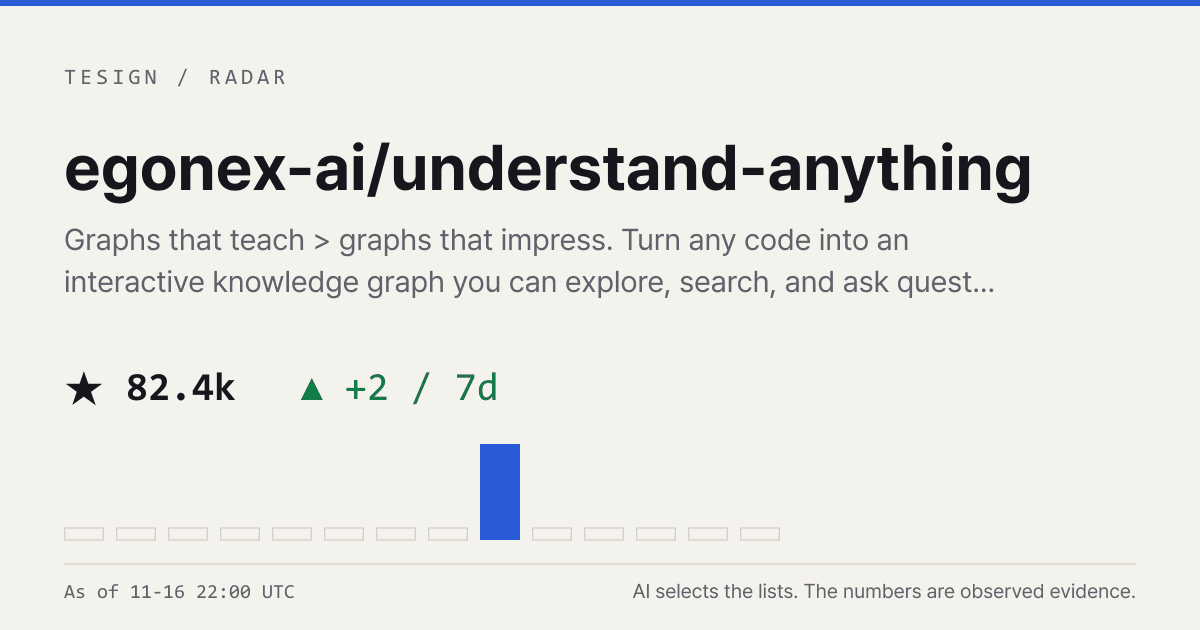 TESIGN / RADAR
egonex-ai/understand-anything
Graphs that teach > graphs that impress. Turn any code into an
interactive knowledge graph you can explore, search, and ask quest...
★ 82.4k ▲ +2 / 7d
As of 11-16 22:00 UTC
AI selects the lists. The numbers are observed evidence.